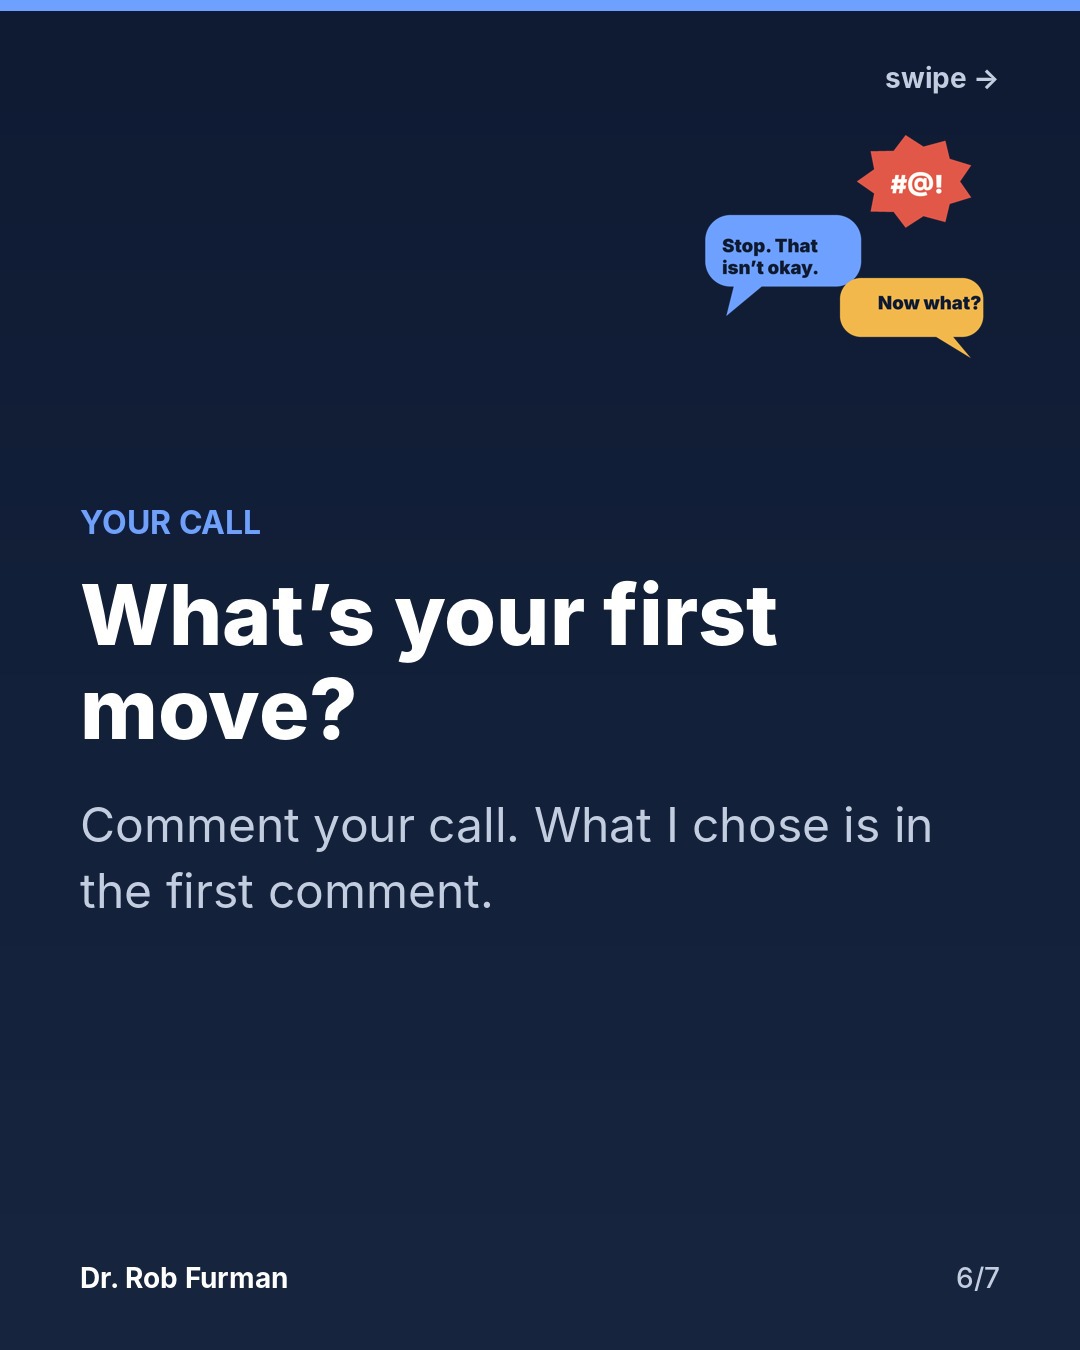 swipe →
#@!
Stop. That
isn’t okay.
Now what?
YOUR CALL
What’s your first
move?
Comment your call. What I chose is in
the first comment.
Dr. Rob Furman
6/7